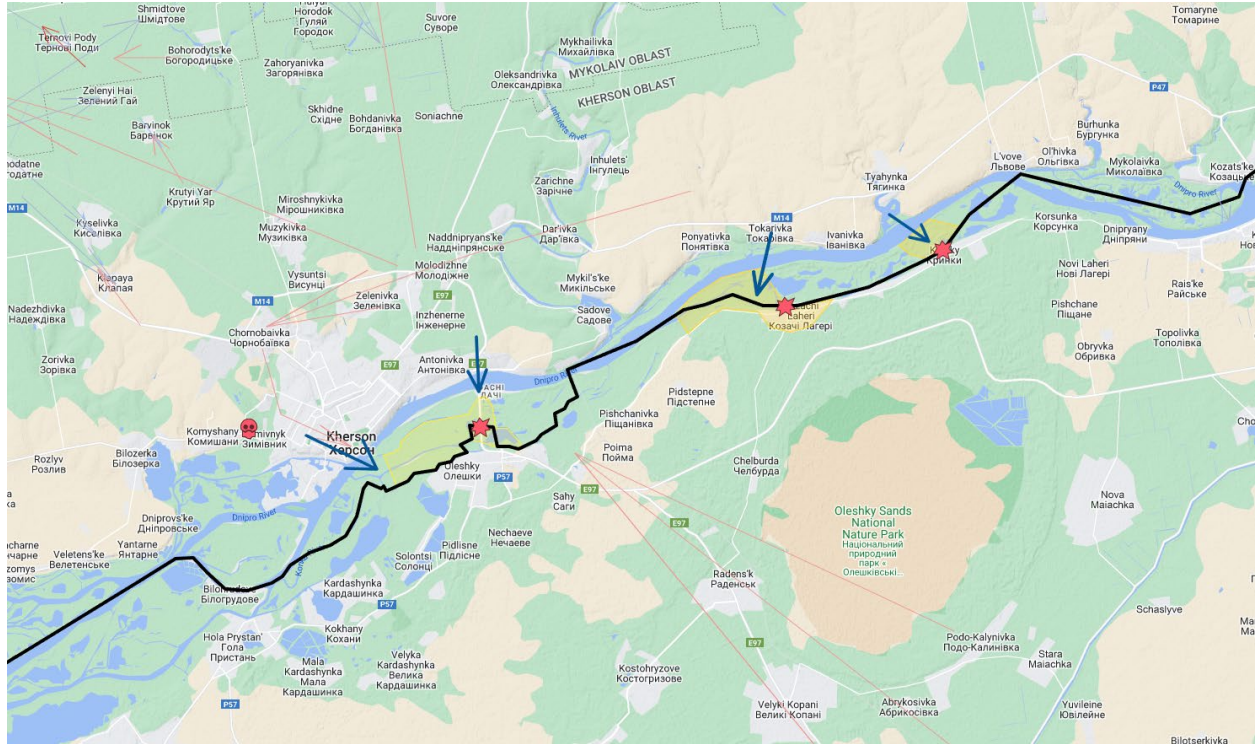 Shmidtove
Шмідтове
Гуляй
Городок
Suvore
Суворе
Tomaryne
Томарине
Ternovi Pody
Тернові Поди
Bohorodyts'ke
Богородицьке
Zahoryanivka
Загорянівка
Mykhailivka
Михайлівка
Oleksandrivka
Олександрівка
MYKOLAIV OBLAST
KHERSON OBLAST
Zelenyi Hai
Зелений Гай
Skhidne
Східне
Bohdanivka
Богданівка
Soniachne
Inhulets River
P47
Barvinok
Барвінок
Burhunka
Бургунка
Inhulets'
Інгулець
L'vove
Львове
Ol'hivka
Ольгівка
Mykolaivka
Миколаївка
Kozats'ke
Козацьке
Krutyi Yar
Крутий Яр
Zarichne
Зарічне
Tyahynka
Тягинка
Dnipro River
M14
Kyselivka
Киселівка
Miroshnykivka
Мірошниківка
Muzykivka
Музиківка
Dar'ivka
Дар'ївка
M14
Tokarivka
Токарівка
Ivanivka
Іванівка
Korsunka
Корсунка
Dnipryany
Дніпряни
Naddnipryans'ke
Наддніпрянське
Ponyativka
Понятівка
Кринки
Klapaya
Клапая
Vysuntsi
Висунці
Molodizhne
Молодіжне
Mykil's'ke
Микільське
Novi Laheri
Нові Лагері
Rais'ke
Райське
M14
Zelenivka
Зеленівка
E97
Pishchane
Піщане
Nadezhdivka
Надеждівка
Chornobaivka
Чорнобаївка
Inzhenerne
Інженерне
Sadove
Садове
Laheri
Козачі Лагері
Topolivka
Тополівка
Zorivka
Зорівка
E97
Antonivka
Антонівка
Obryvka
Обривка
Dnipro River
Pidstepne
Підстепне
Komyshany
Комишани
Зимівник
Kherson
Херсон
Pishchanivka
Піщанівка
Rozlyv
Розлив
Bilozerka
Білозерка
Oleshky
Олешки
P57
Poima
Пойма
Chelburda
Челбурда
Sahy
Саги
Nova
Maiachka
Oleshky Sands
National
Nature Park
Національний
природний
парк «
Олешківські...
Dniprovs'ke
Дніпровське
Dnipro River
E97
Nechaeve
Нечаеве
Yantarne
Янтарне
Veletens'ke
Велетенське
Solontsi
Солонці
Pidlisne
Підлісне
Radens'k
Раденськ
Білогрудове
Kardashynka
Кардашинка
P57
Schaslyve
Hola Prystan'
Гола
Пристань
Kokhany
Кохани
E97
Podo-Kalynivka
Подо-Калинівка
Mala
Kardashynka
Мала
Кардашинка
Velyka
Kardashynka
Велика
Кардашинка
Stara
Maiachka
Kostohryzove
Костогризове
P57
Velyki Kopani
Великі Копані
Abrykosivka
Абрикосівка
Yuvileine
Ювілейне
Bilotserkivka